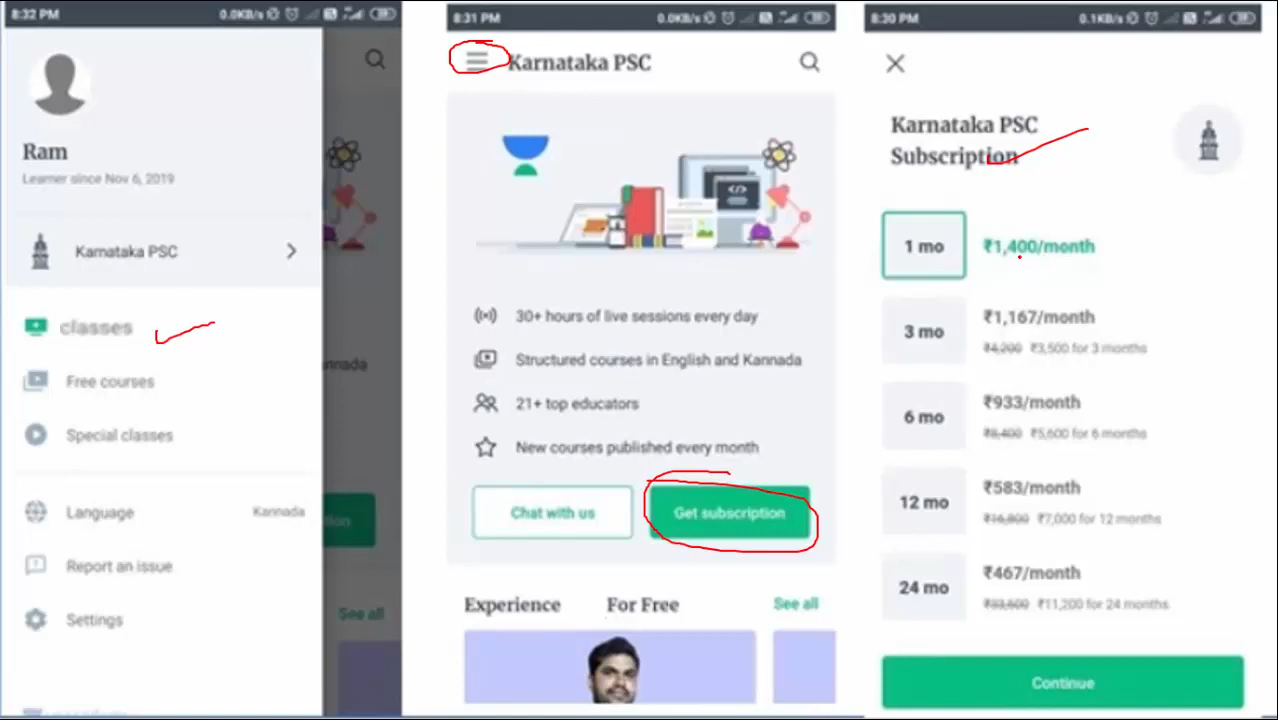 8:32 PM
0.0KB/s
Ram
Learner since Nov 6, 2019
Karnataka PSC
classes
Free courses
Special classes
Language
Kannada
Report an issue
Settings
See all
8:31 PM
0.0KB/s
Karnataka PSC
30+ hours of live sessions every day
Structured courses in English and Kannada
21+ top educators
New courses published every month
Chat with us
Get subscription
Experience For Free
See all
8:30 PM
0.1KB/s
Karnataka PSC
Subscription
1 mo
₹1,400/month
3 mo
₹1,167/month
₹4,200 ₹3,500 for 3 months
6 mo
₹933/month
₹8,400 ₹5,600 for 6 months
12 mo
₹583/month
₹16,800 ₹7,000 for 12 months
24 mo
₹467/month
₹33,600 ₹11,200 for 24 months
Continue